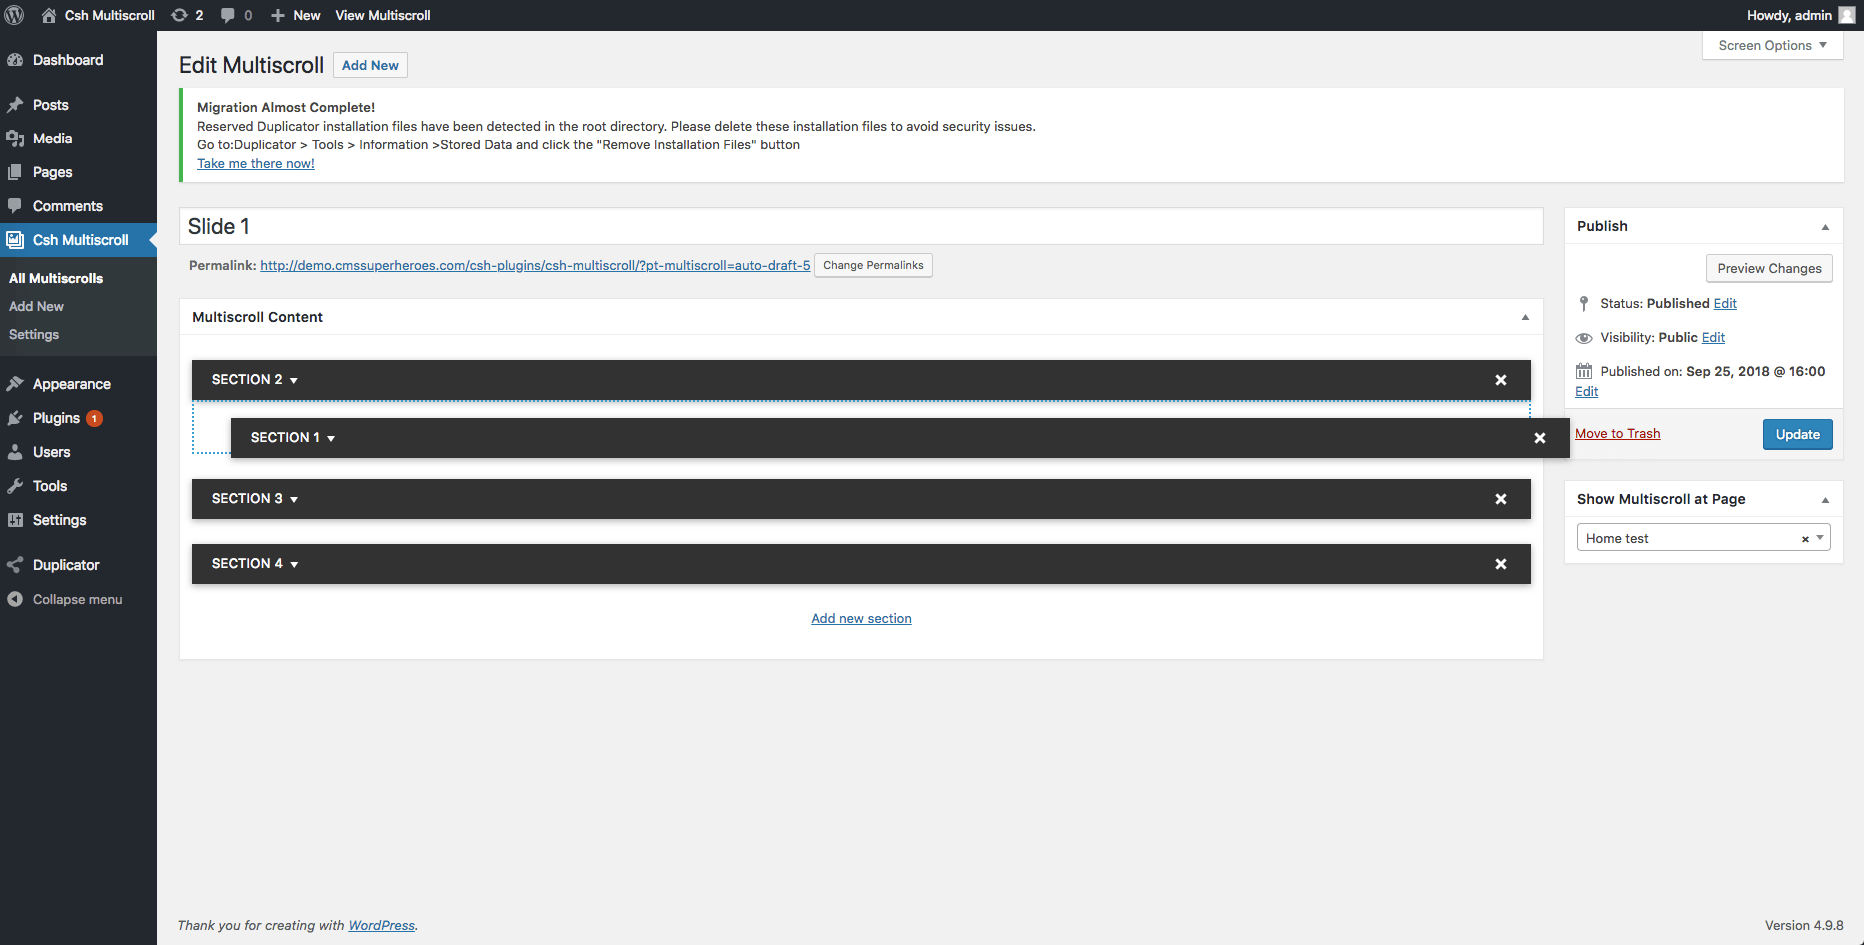 Csh Multiscroll 2 0 New View Multiscroll Howdy, admin
Screen Options
Dashboard
Posts
Media
Pages
Comments
Csh Multiscroll
All Multiscrolls
Add New
Settings
Appearance
Plugins 1
Users
Tools
Settings
Duplicator
Collapse menu
Edit Multiscroll Add New
Migration Almost Complete!
Reserved Duplicator installation files have been detected in the root directory. Please delete these installation files to avoid security issues.
Go to:Duplicator > Tools > Information >Stored Data and click the "Remove Installation Files" button
Take me there now!
Slide 1
Permalink: http://demo.cmssuperheroes.com/csh-plugins/csh-multiscroll/?pt-multiscroll=auto-draft-5 Change Permalinks
Multiscroll Content
SECTION 2
SECTION 1
SECTION 3
SECTION 4
Add new section
Publish
Preview Changes
Status: Published Edit
Visibility: Public Edit
Published on: Sep 25, 2018 @ 16:00
Edit
Move to Trash Update
Show Multiscroll at Page
Home test
Thank you for creating with WordPress.
Version 4.9.8